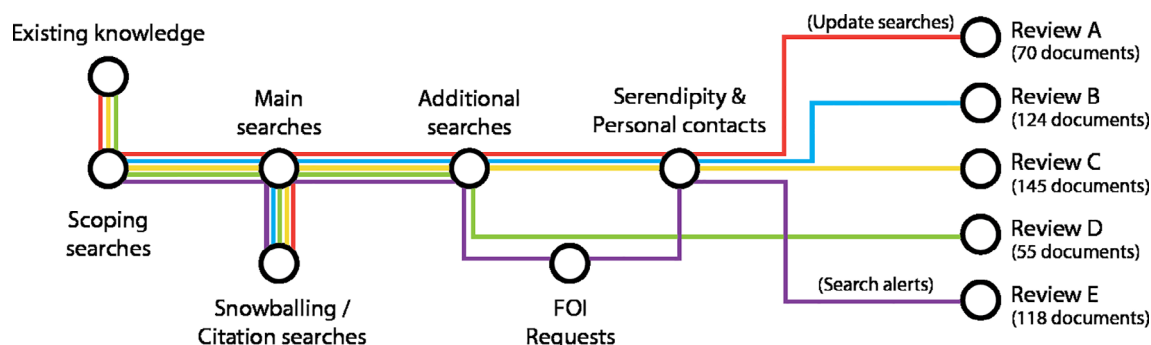 Existing knowledge
Scoping
searches
Main
searches
Snowballing /
Citation searches
Additional
searches
FOI
Requests
Serendipity &
Personal contacts
(Update searches)
(Search alerts)
Review A
(70 documents)
Review B
(124 documents)
Review C
(145 documents)
Review D
(55 documents)
Review E
(118 documents)